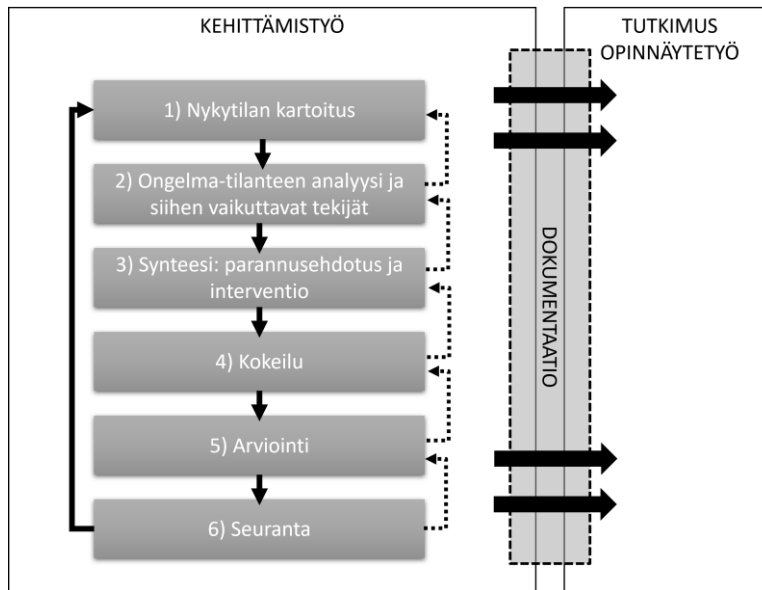 KEHITTÄMISTYÖ
TUTKIMUS
OPINNÄYTETYÖ
1) Nykytilan kartoitus
2) Ongelma-tilanteen analyysi ja
siihen vaikuttavat tekijät
3) Synteesi: parannusehdotus ja
interventio
4) Kokeilu
5) Arviointi
6) Seuranta
DOKUMENTAATIO